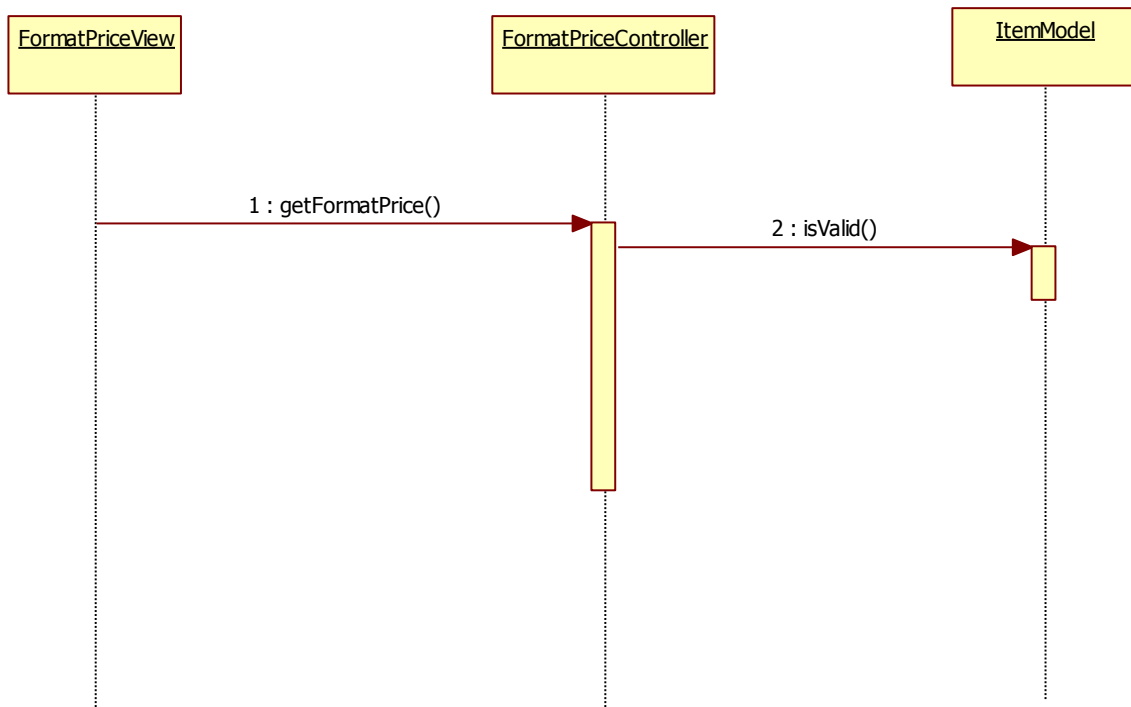 FormatPriceView
FormatPriceController
ItemModel
1 : getFormatPrice()
2 : isValid()